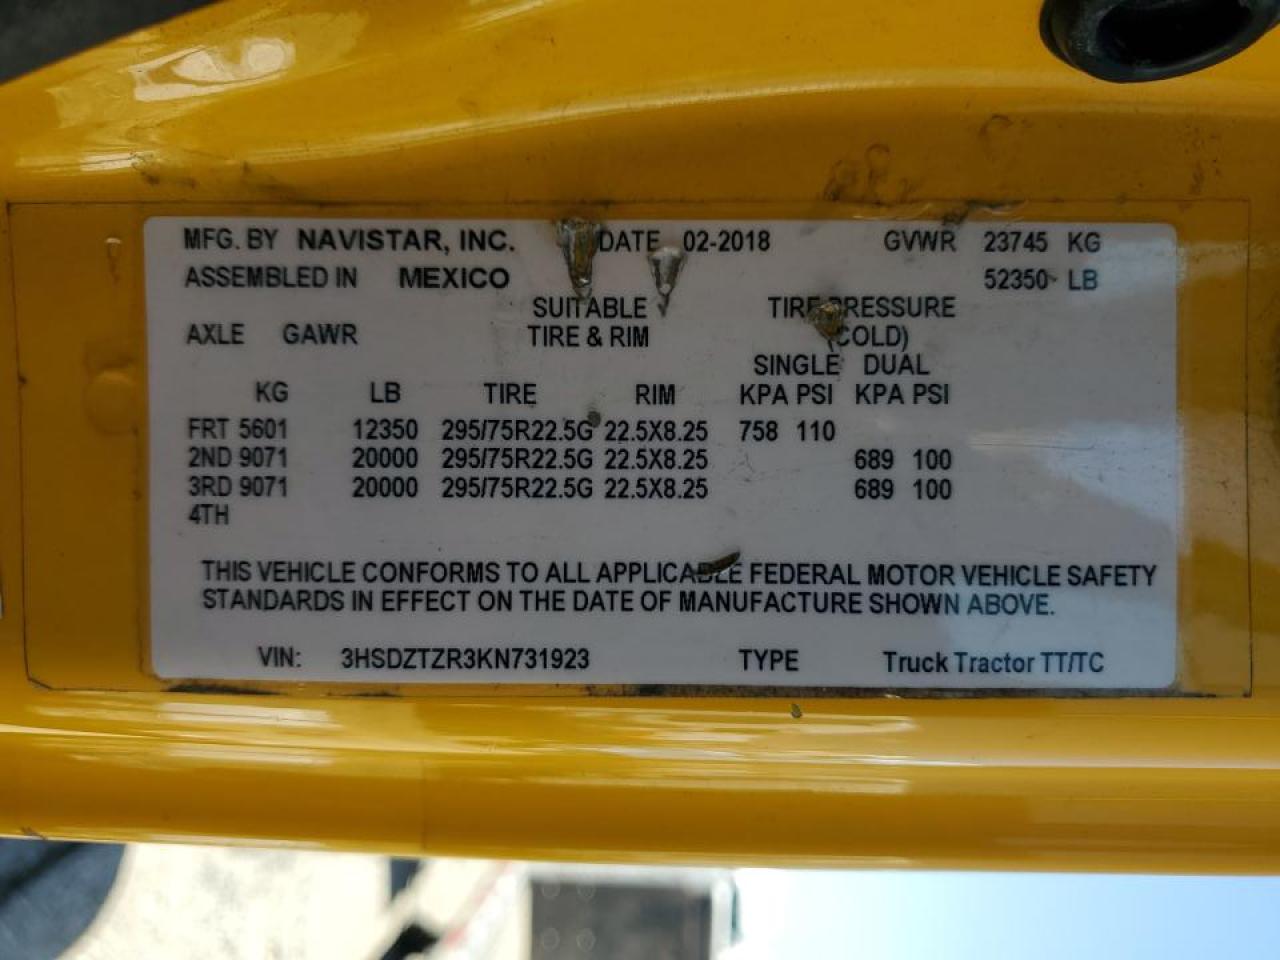 MFG. BY NAVISTAR, INC. DATE 02-2018 GVWR 23745 KG
ASSEMBLED IN MEXICO 52350 LB
SUITABLE TIRE PRESSURE
AXLE GAWR TIRE & RIM (COLD)
SINGLE DUAL
KG LB TIRE RIM KPA PSI KPA PSI
FRT 5601 12350 295/75R22.5G 22.5X8.25 758 110
2ND 9071 20000 295/75R22.5G 22.5X8.25 689 100
3RD 9071 20000 295/75R22.5G 22.5X8.25 689 100
4TH
THIS VEHICLE CONFORMS TO ALL APPLICABLE FEDERAL MOTOR VEHICLE SAFETY
STANDARDS IN EFFECT ON THE DATE OF MANUFACTURE SHOWN ABOVE.
VIN: 3HSDZTZR3KN731923 TYPE Truck Tractor TT/TC